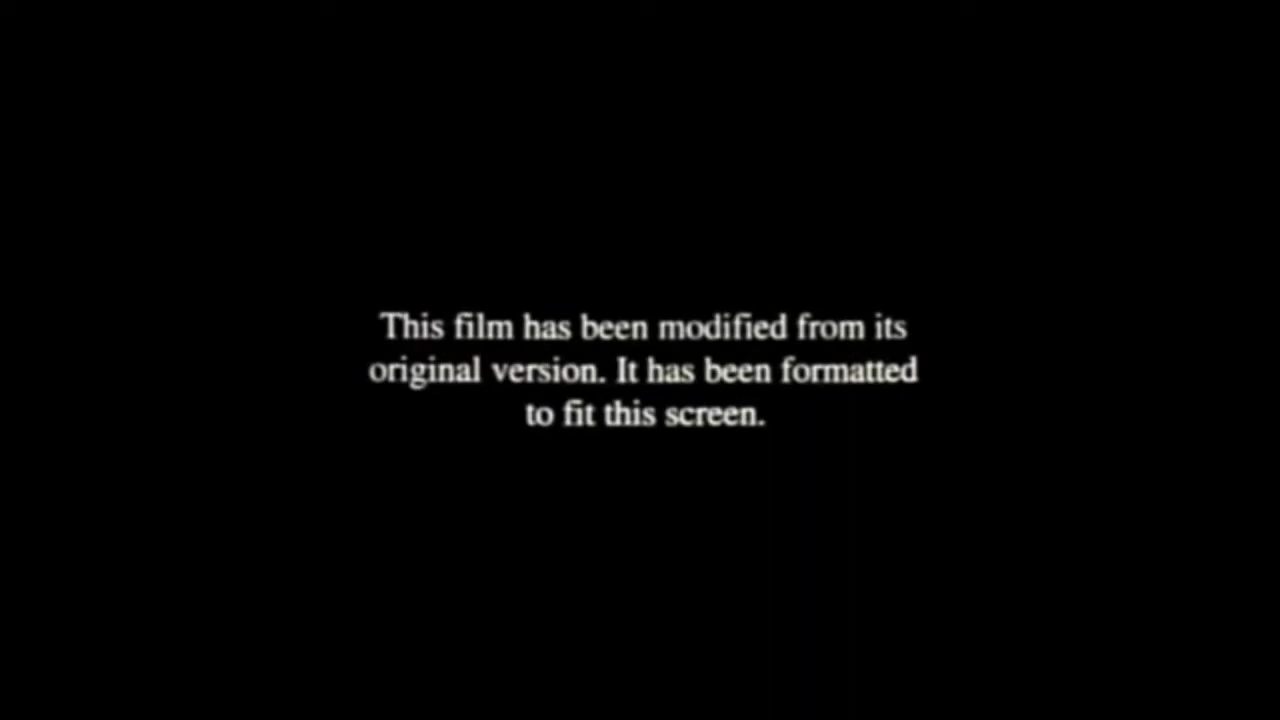 This film has been modified from its
original version. It has been formatted
to fit this screen.